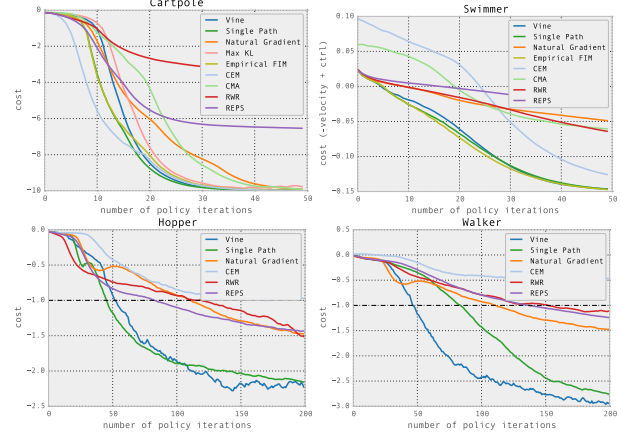 Cartpole
0
−2
−4
−6
−8
−10
cost
0 10 20 30 40 50
number of policy iterations
Vine
Single Path
Natural Gradient
Max KL
Empirical FIM
CEM
CMA
RWR
REPS
Swimmer
0.10
0.05
0.00
−0.05
−0.10
−0.15
cost (-velocity + ctrl)
0 10 20 30 40 50
number of policy iterations
Vine
Single Path
Natural Gradient
Empirical FIM
CEM
CMA
RWR
REPS
Hopper
0.0
−0.5
−1.0
−1.5
−2.0
−2.5
cost
0 50 100 150 200
number of policy iterations
Vine
Single Path
Natural Gradient
CEM
RWR
REPS
Walker
0.5
0.0
−0.5
−1.0
−1.5
−2.0
−2.5
−3.0
cost
0 50 100 150 200
number of policy iterations
Vine
Single Path
Natural Gradient
CEM
RWR
REPS